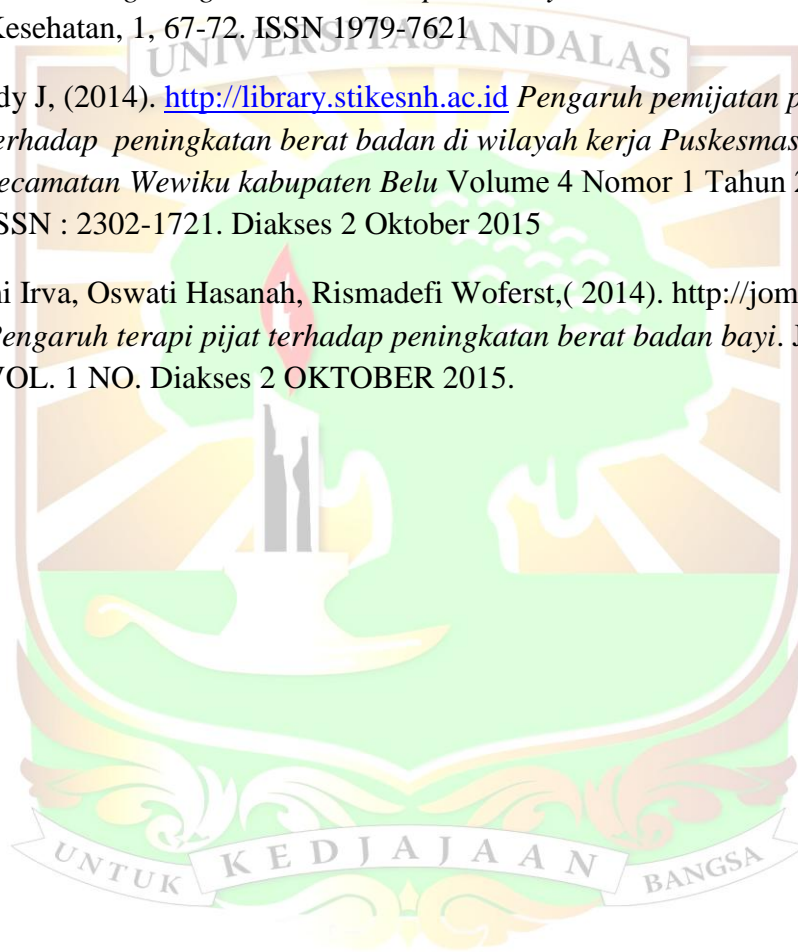 Kesehatan, 1, 67-72. ISSN 1979-7621
UNIVERSITAS ANDALAS
dy J, (2014). http://library.stikesnh.ac.id Pengaruh pemijatan p
erhadap  peningkatan berat badan di wilayah kerja Puskesmas
ecamatan Wewiku kabupaten Belu Volume 4 Nomor 1 Tahun 2
SSN : 2302-1721. Diakses 2 Oktober 2015
ni Irva, Oswati Hasanah, Rismadefi Woferst,( 2014). http://jom
Pengaruh terapi pijat terhadap peningkatan berat badan bayi. J
VOL. 1 NO. Diakses 2 OKTOBER 2015.
UNTUK KEDJAJAAN BANGSA